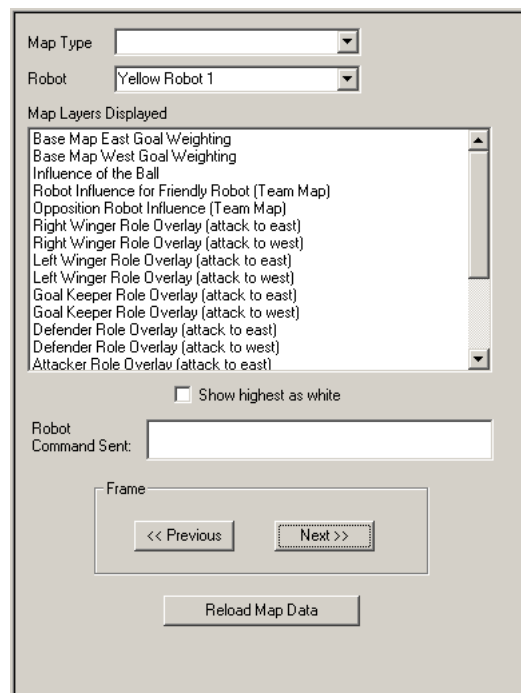 Map Type
Robot Yellow Robot 1
Map Layers Displayed
Base Map East Goal Weighting
Base Map West Goal Weighting
Influence of the Ball
Robot Influence for Friendly Robot (Team Map)
Opposition Robot Influence (Team Map)
Right Winger Role Overlay (attack to east)
Right Winger Role Overlay (attack to west)
Left Winger Role Overlay (attack to east)
Left Winger Role Overlay (attack to west)
Goal Keeper Role Overlay (attack to east)
Goal Keeper Role Overlay (attack to west)
Defender Role Overlay (attack to east)
Defender Role Overlay (attack to west)
Attacker Role Overlay (attack to east)
Show highest as white
Robot
Command Sent:
Frame
<< Previous Next >>
Reload Map Data